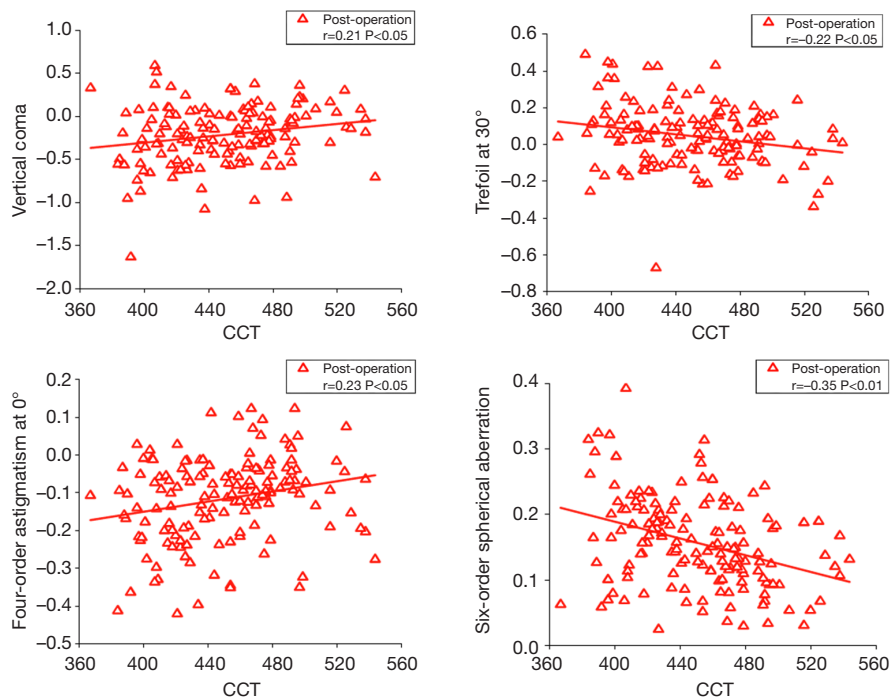 Post-operation
r=0.21 P<0.05
Vertical coma
1.0
0.5
0.0
−0.5
−1.0
−1.5
−2.0
360 400 440 480 520 560
CCT
Post-operation
r=−0.22 P<0.05
Trefoil at 30°
0.6
0.4
0.2
0.0
−0.2
−0.4
−0.6
−0.8
360 400 440 480 520 560
CCT
Post-operation
r=0.23 P<0.05
Four-order astigmatism at 0°
0.2
0.1
0.0
−0.1
−0.2
−0.3
−0.4
−0.5
360 400 440 480 520 560
CCT
Post-operation
r=−0.35 P<0.01
Six-order spherical aberration
0.4
0.3
0.2
0.1
0.0
360 400 440 480 520 560
CCT